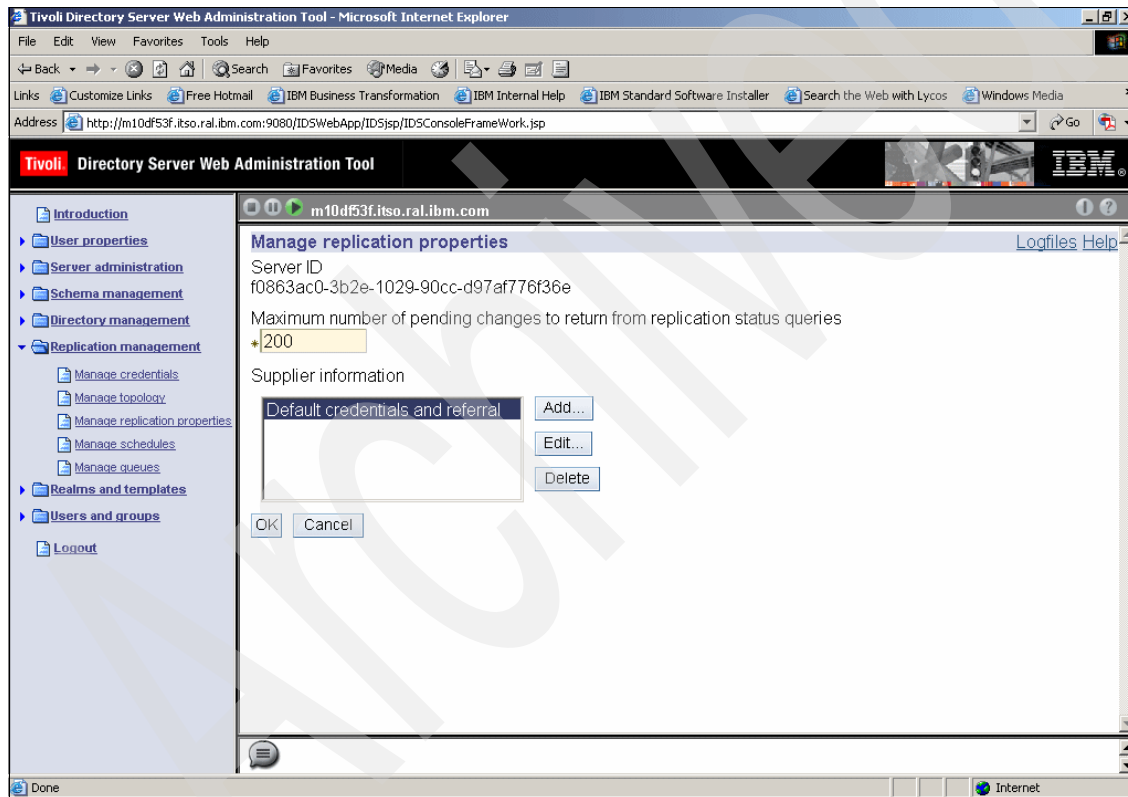 Tivoli Directory Server Web Administration Tool - Microsoft Internet Explorer
File Edit View Favorites Tools Help
Back Search Favorites Media
Links Customize Links Free Hotmail IBM Business Transformation IBM Internal Help IBM Standard Software Installer Search the Web with Lycos Windows Media
Address http://m10df53f.itso.ral.ibm.com:9080/IDSWebApp/IDSjsp/IDSConsoleFrameWork.jsp Go
Tivoli. Directory Server Web Administration Tool IBM®
Introduction
User properties
Server administration
Schema management
Directory management
Replication management
Manage credentials
Manage topology
Manage replication properties
Manage schedules
Manage queues
Realms and templates
Users and groups
Logout
m10df53f.itso.ral.ibm.com
Manage replication properties Logfiles Help
Server ID
f0863ac0-3b2e-1029-90cc-d97af776f36e
Maximum number of pending changes to return from replication status queries
*200
Supplier information
Default credentials and referral
Add...
Edit...
Delete
OK Cancel
Done Internet
Archived